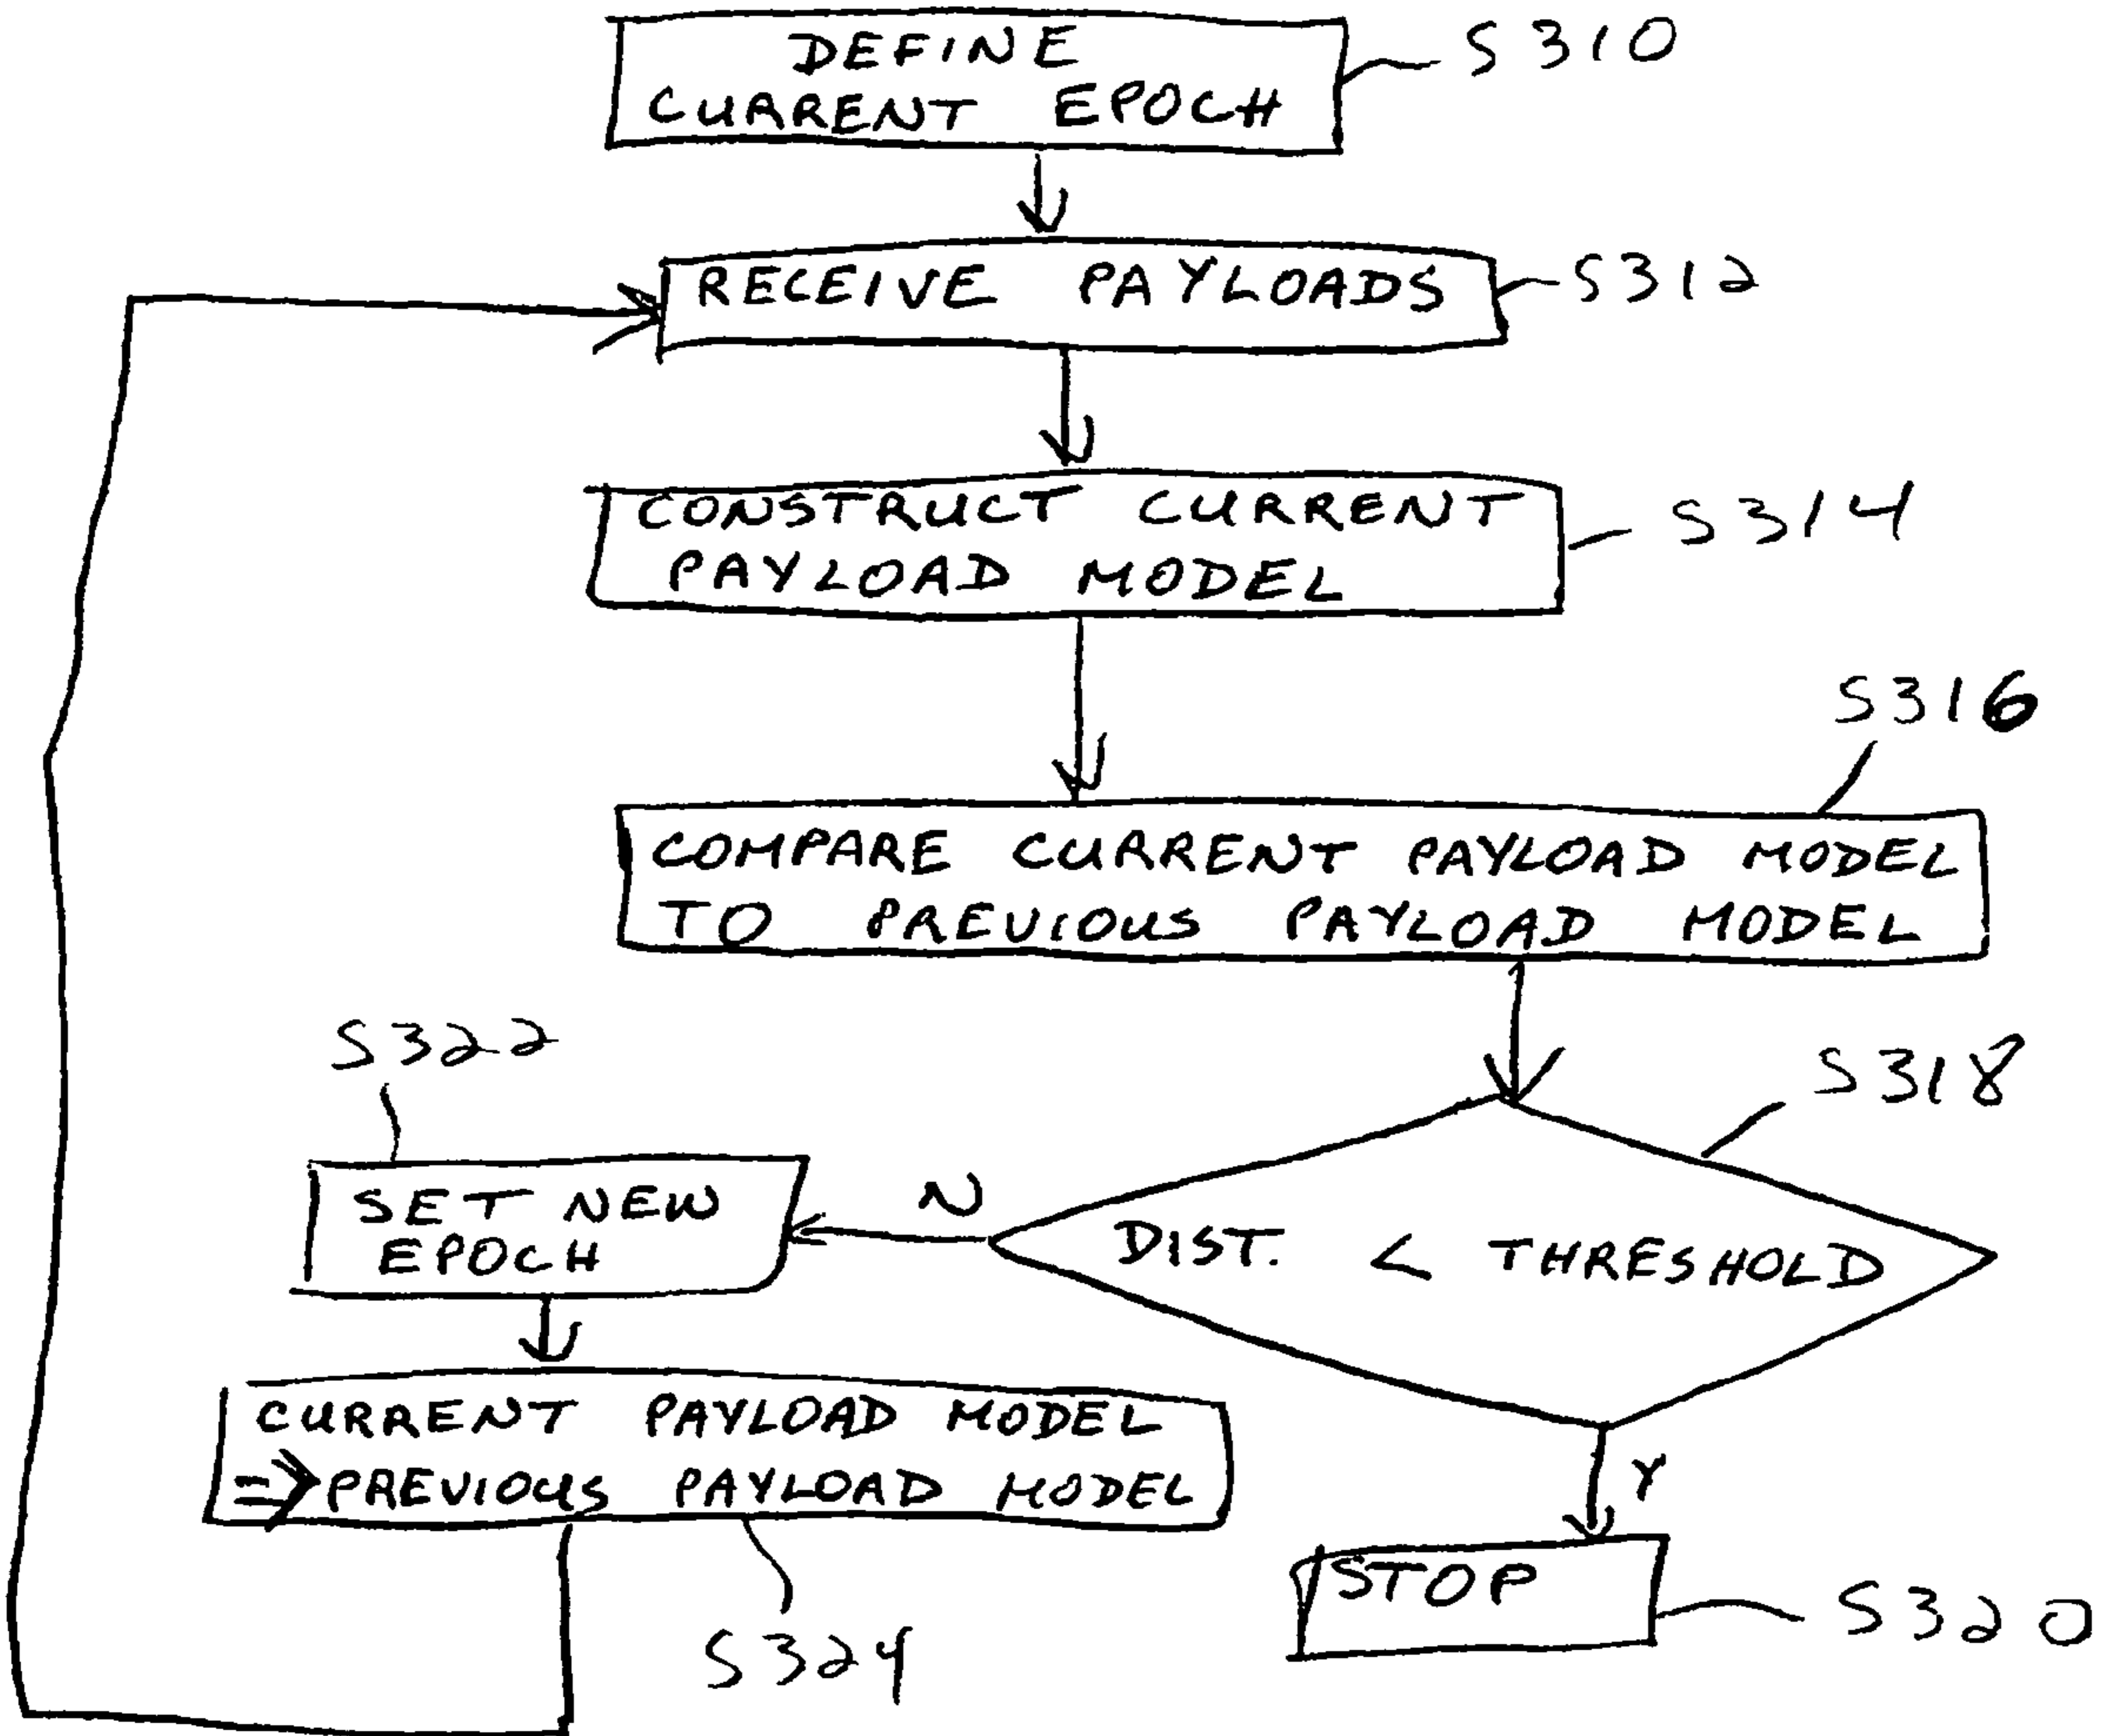 DEFINE
CURRENT EPOCH
S310
RECEIVE PAYLOADS
S312
CONSTRUCT CURRENT
PAYLOAD MODEL
S314
S316
COMPARE CURRENT PAYLOAD MODEL
TO PREVIOUS PAYLOAD MODEL
S322
S318
SET NEW
EPOCH
N
DIST. < THRESHOLD
CURRENT PAYLOAD MODEL
=> PREVIOUS PAYLOAD MODEL
Y
STOP
S320
S324